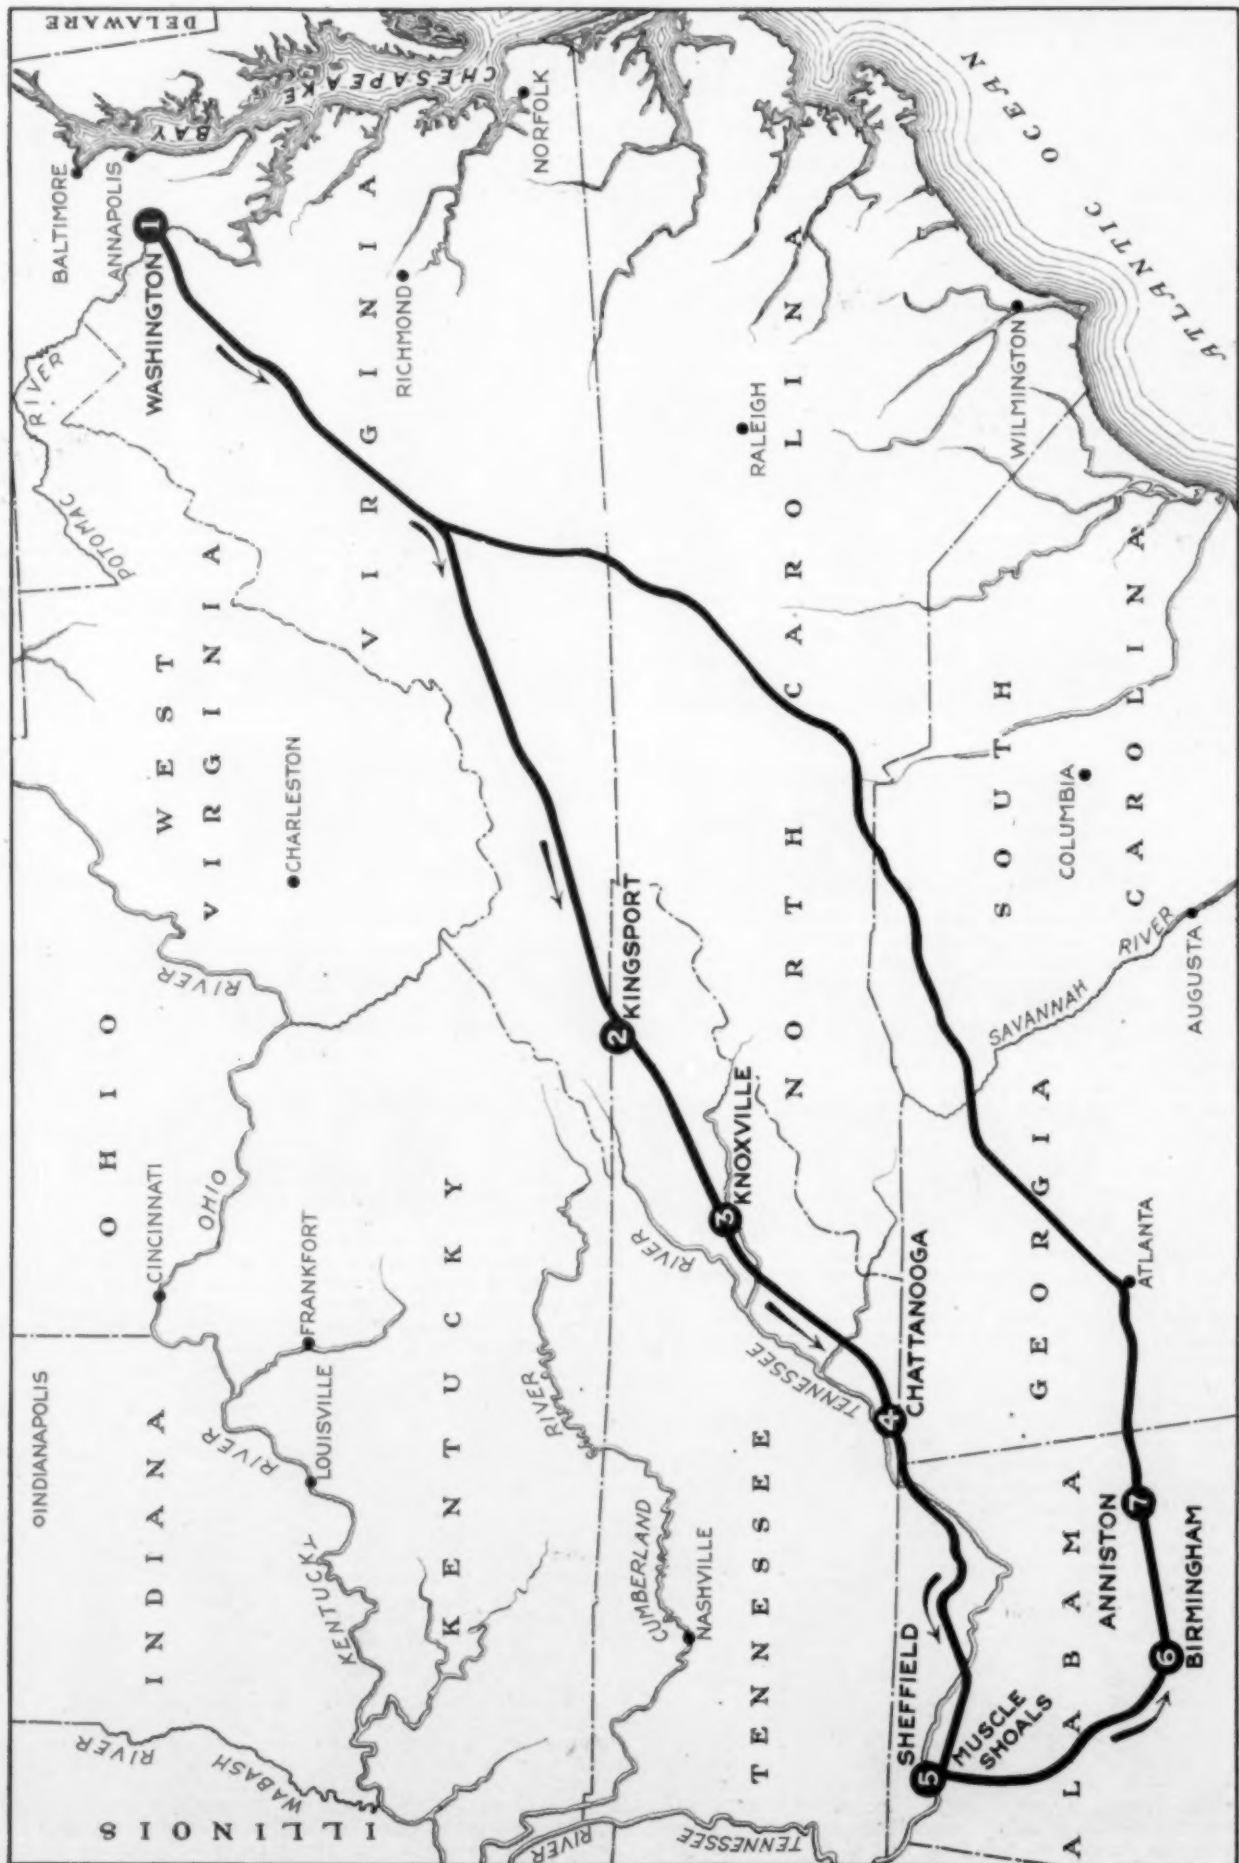 ILLINOIS
WABASH
RIVER
INDIANA
OINDIANAPOLIS
OHIO
CINCINNATI
OHIO
RIVER
RIVER
FRANKFORT
LOUISVILLE
KENTUCKY
KENTUCKY
WEST
VIRGINIA
CHARLESTON
POTOMAC
RIVER
BALTIMORE
ANNAPOLIS
DELAWARE
CHESAPEAKE
BAY
1
WASHINGTON
VIRGINIA
RICHMOND
NORFOLK
2
KINGSPORT
CUMBERLAND
RIVER
NASHVILLE
TENNESSEE
RIVER
TENNESSEE
RIVER
TENNESSEE
3
KNOXVILLE
4
CHATTANOOGA
NORTH CAROLINA
RALEIGH
WILMINGTON
SOUTH
CAROLINA
COLUMBIA
SAVANNAH
RIVER
AUGUSTA
GEORGIA
ATLANTA
SHEFFIELD
5
MUSCLE
SHOALS
ALABAMA
ANNISTON
7
6
BIRMINGHAM
ATLANTIC OCEAN